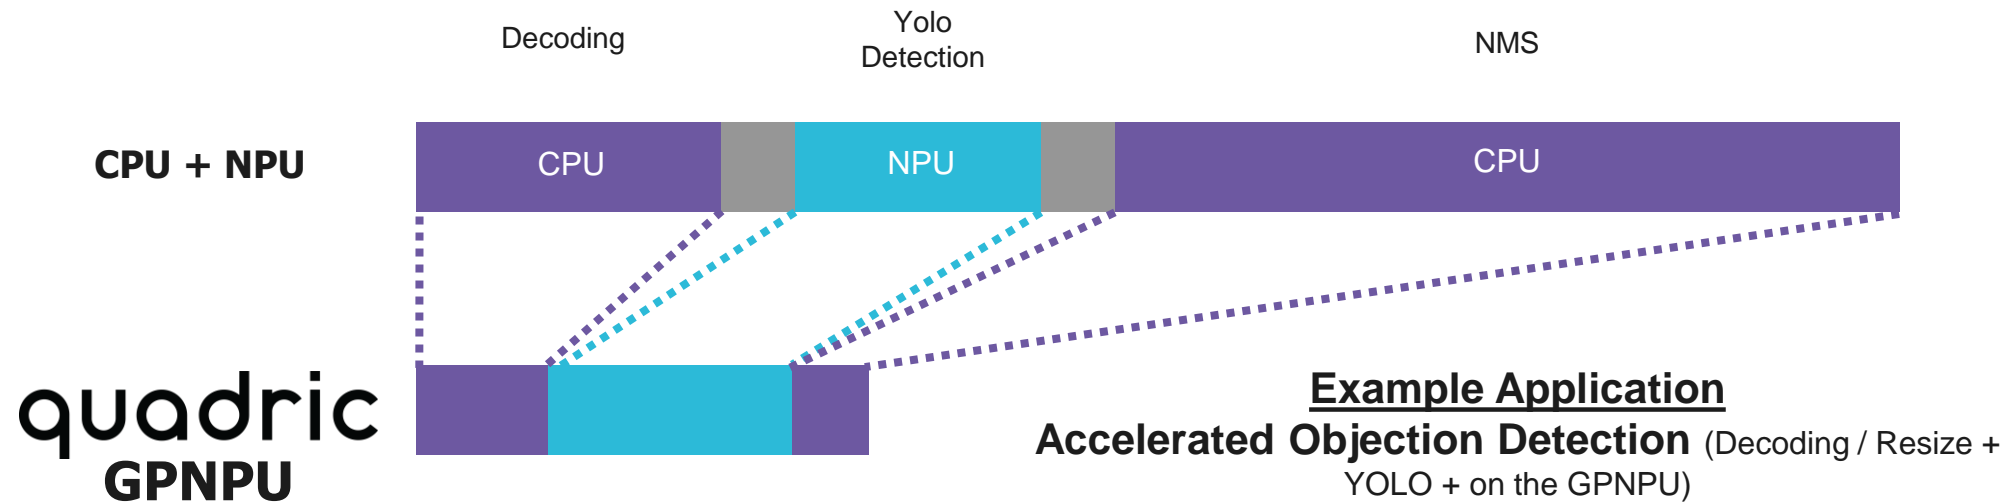 Decoding
Yolo
Detection
NMS
CPU + NPU
CPU
NPU
CPU
quadric
GPNPU
Example Application
Accelerated Objection Detection (Decoding / Resize +
YOLO + on the GPNPU)